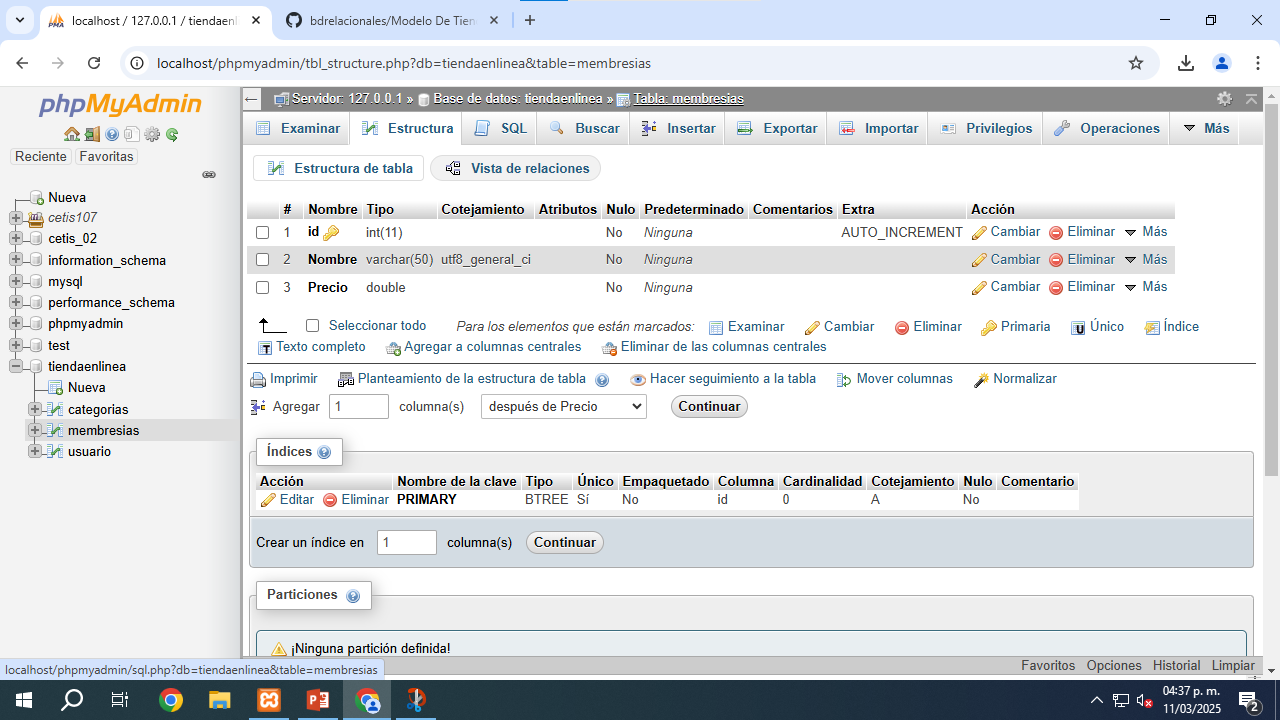 localhost / 127.0.0.1 / tiendaenl
bdrelacionales/Modelo De Tien
localhost/phpmyadmin/tbl_structure.php?db=tiendaenlinea&table=membresias
phpMyAdmin
Reciente Favoritas
Nueva
cetis107
cetis_02
information_schema
mysql
performance_schema
phpmyadmin
test
tiendaenlinea
Nueva
categorias
membresias
usuario
Servidor: 127.0.0.1 » Base de datos: tiendaenlinea » Tabla: membresias
Examinar Estructura SQL Buscar Insertar Exportar Importar Privilegios Operaciones Más
Estructura de tabla Vista de relaciones
# Nombre Tipo Cotejamiento Atributos Nulo Predeterminado Comentarios Extra Acción
1 id int(11) No Ninguna AUTO_INCREMENT Cambiar Eliminar Más
2 Nombre varchar(50) utf8_general_ci No Ninguna Cambiar Eliminar Más
3 Precio double No Ninguna Cambiar Eliminar Más
Seleccionar todo Para los elementos que están marcados: Examinar Cambiar Eliminar Primaria Único Índice
Texto completo Agregar a columnas centrales Eliminar de las columnas centrales
Imprimir Planteamiento de la estructura de tabla Hacer seguimiento a la tabla Mover columnas Normalizar
Agregar 1 columna(s) después de Precio Continuar
Índices
Acción Nombre de la clave Tipo Único Empaquetado Columna Cardinalidad Cotejamiento Nulo Comentario
Editar Eliminar PRIMARY BTREE Sí No id 0 A No
Crear un índice en 1 columna(s) Continuar
Particiones
¡Ninguna partición definida!
localhost/phpmyadmin/sql.php?db=tiendaenlinea&table=membresias
Favoritos Opciones Historial Limpiar
04:37 p. m.
11/03/2025
2